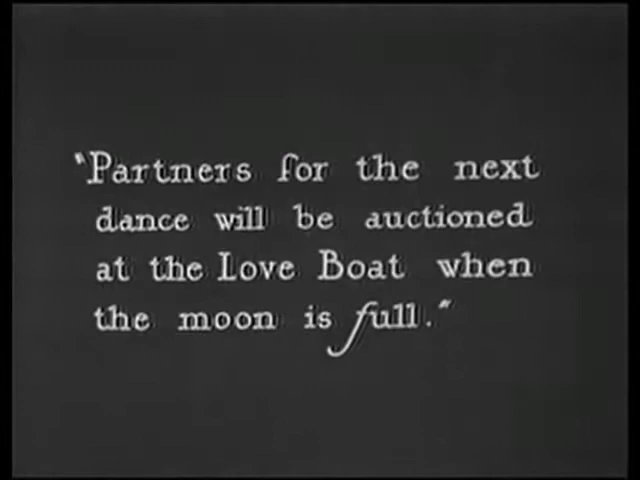 "Partners for the next
dance will be auctioned
at the Love Boat when
the moon is full."